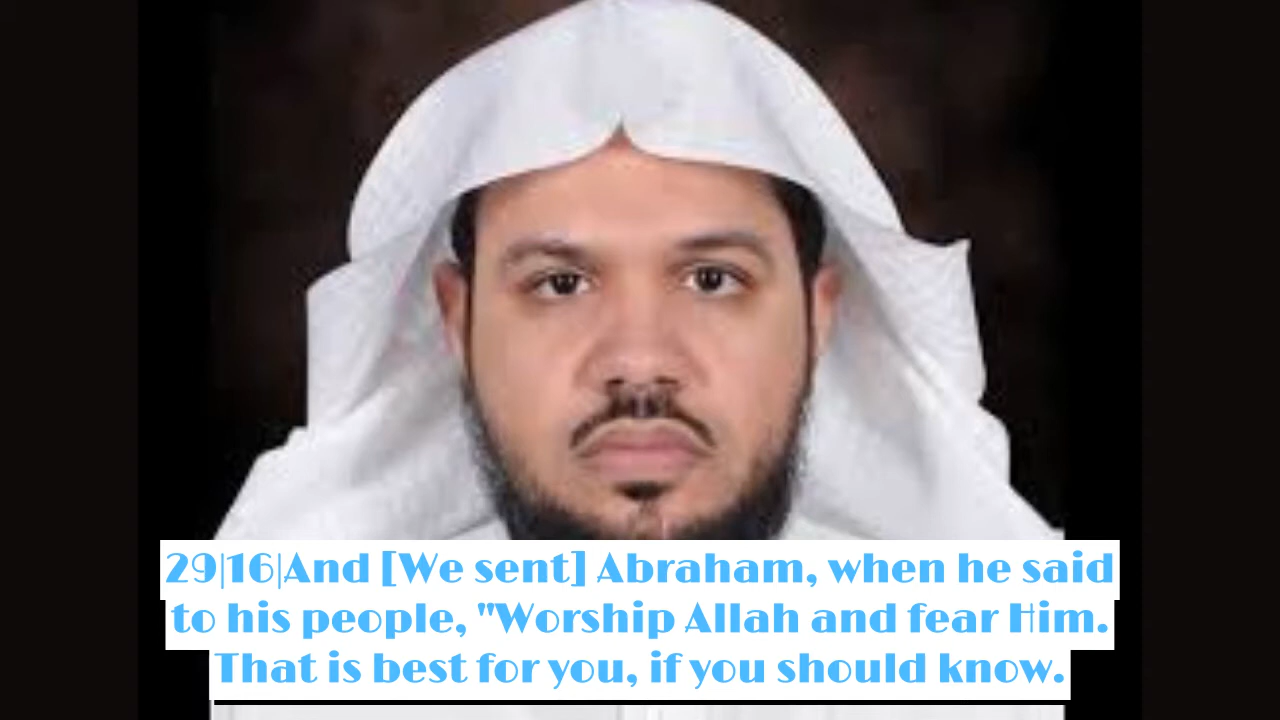 29|16|And [We sent] Abraham, when he said
to his people, "Worship Allah and fear Him.
That is best for you, if you should know.